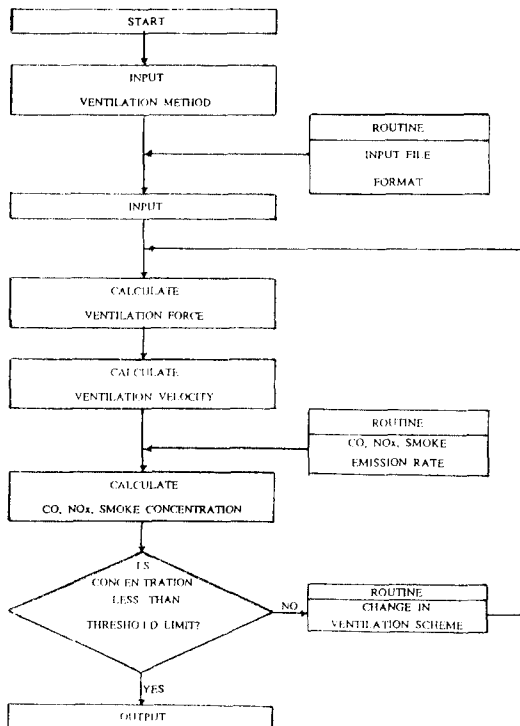 START
INPUT
VENTILATION METHOD
ROUTINE
INPUT FILE
FORMAT
INPUT
CALCULATE
VENTILATION FORCE
CALCULATE
VENTILATION VELOCITY
ROUTINE
CO, NOx, SMOKE
EMISSION RATE
CALCULATE
CO, NOx, SMOKE CONCENTRATION
IS
CONCENTRATION
LESS THAN
THRESHOLD LIMIT?
NO
ROUTINE
CHANGE IN
VENTILATION SCHEME
YES
OUTPUT